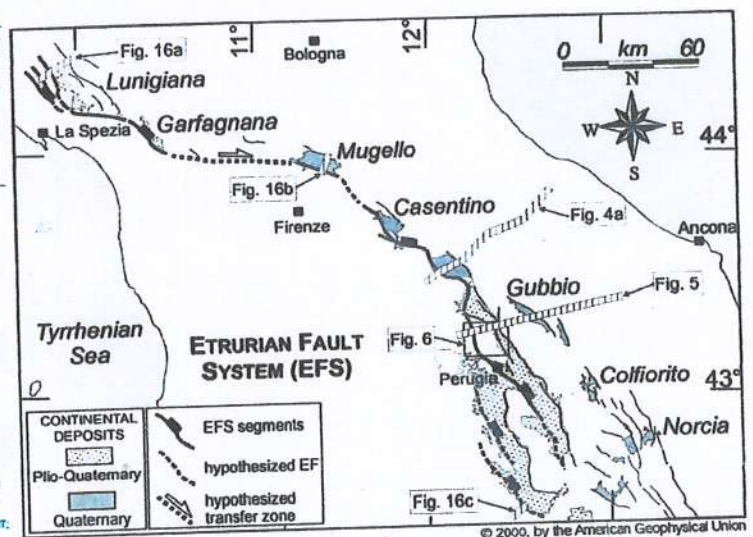 Fig. 16a
11
Bologna
12
0 km 60
N
W E
S
Lunigiana
La Spezia
Garfagnana
44°
Mugello
Fig. 16b
Casentino
Firenze
Fig. 4a
Ancona
Gubbio
Fig. 5
Tyrrhenian
Sea
ETRURIAN FAULT
SYSTEM (EFS)
Fig. 6
Perugia
43°
Colfiorito
Norcia
CONTINENTAL
DEPOSITS
Plio-Quaternary
Quaternary
EFS segments
hypothesized EF
hypothesized
transfer zone
Fig. 16c
© 2000, by the American Geophysical Union